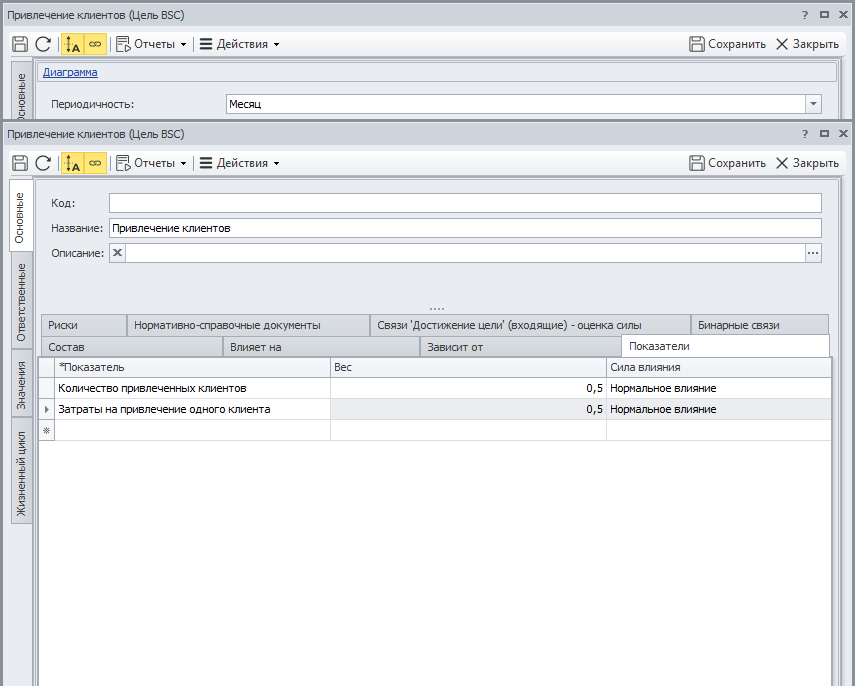 Привлечение клиентов (Цель BSC)
Отчеты Действия Сохранить Закрыть
Диаграмма
Периодичность: Месяц
Привлечение клиентов (Цель BSC)
Отчеты Действия Сохранить Закрыть
Основные
Ответственные
Значения
Жизненный цикл
Код:
Название: Привлечение клиентов
Описание:
Риски Нормативно-справочные документы Связи 'Достижение цели' (входящие) - оценка силы Бинарные связи
Состав Влияет на Зависит от Показатели
*Показатель Вес Сила влияния
Количество привлеченных клиентов 0,5 Нормальное влияние
Затраты на привлечение одного клиента 0,5 Нормальное влияние